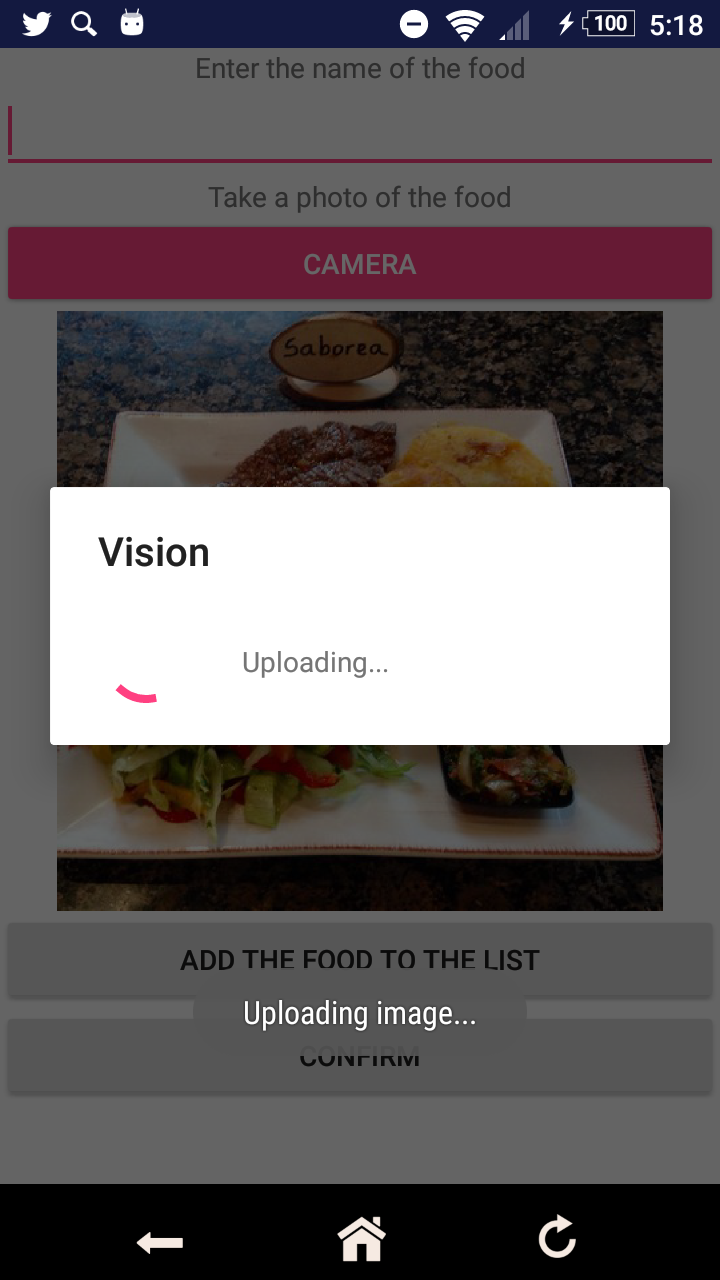 100 5:18
Enter the name of the food
Take a photo of the food
CAMERA
Saborea
Vision
Uploading...
ADD THE FOOD TO THE LIST
Uploading image...
CONFIRM